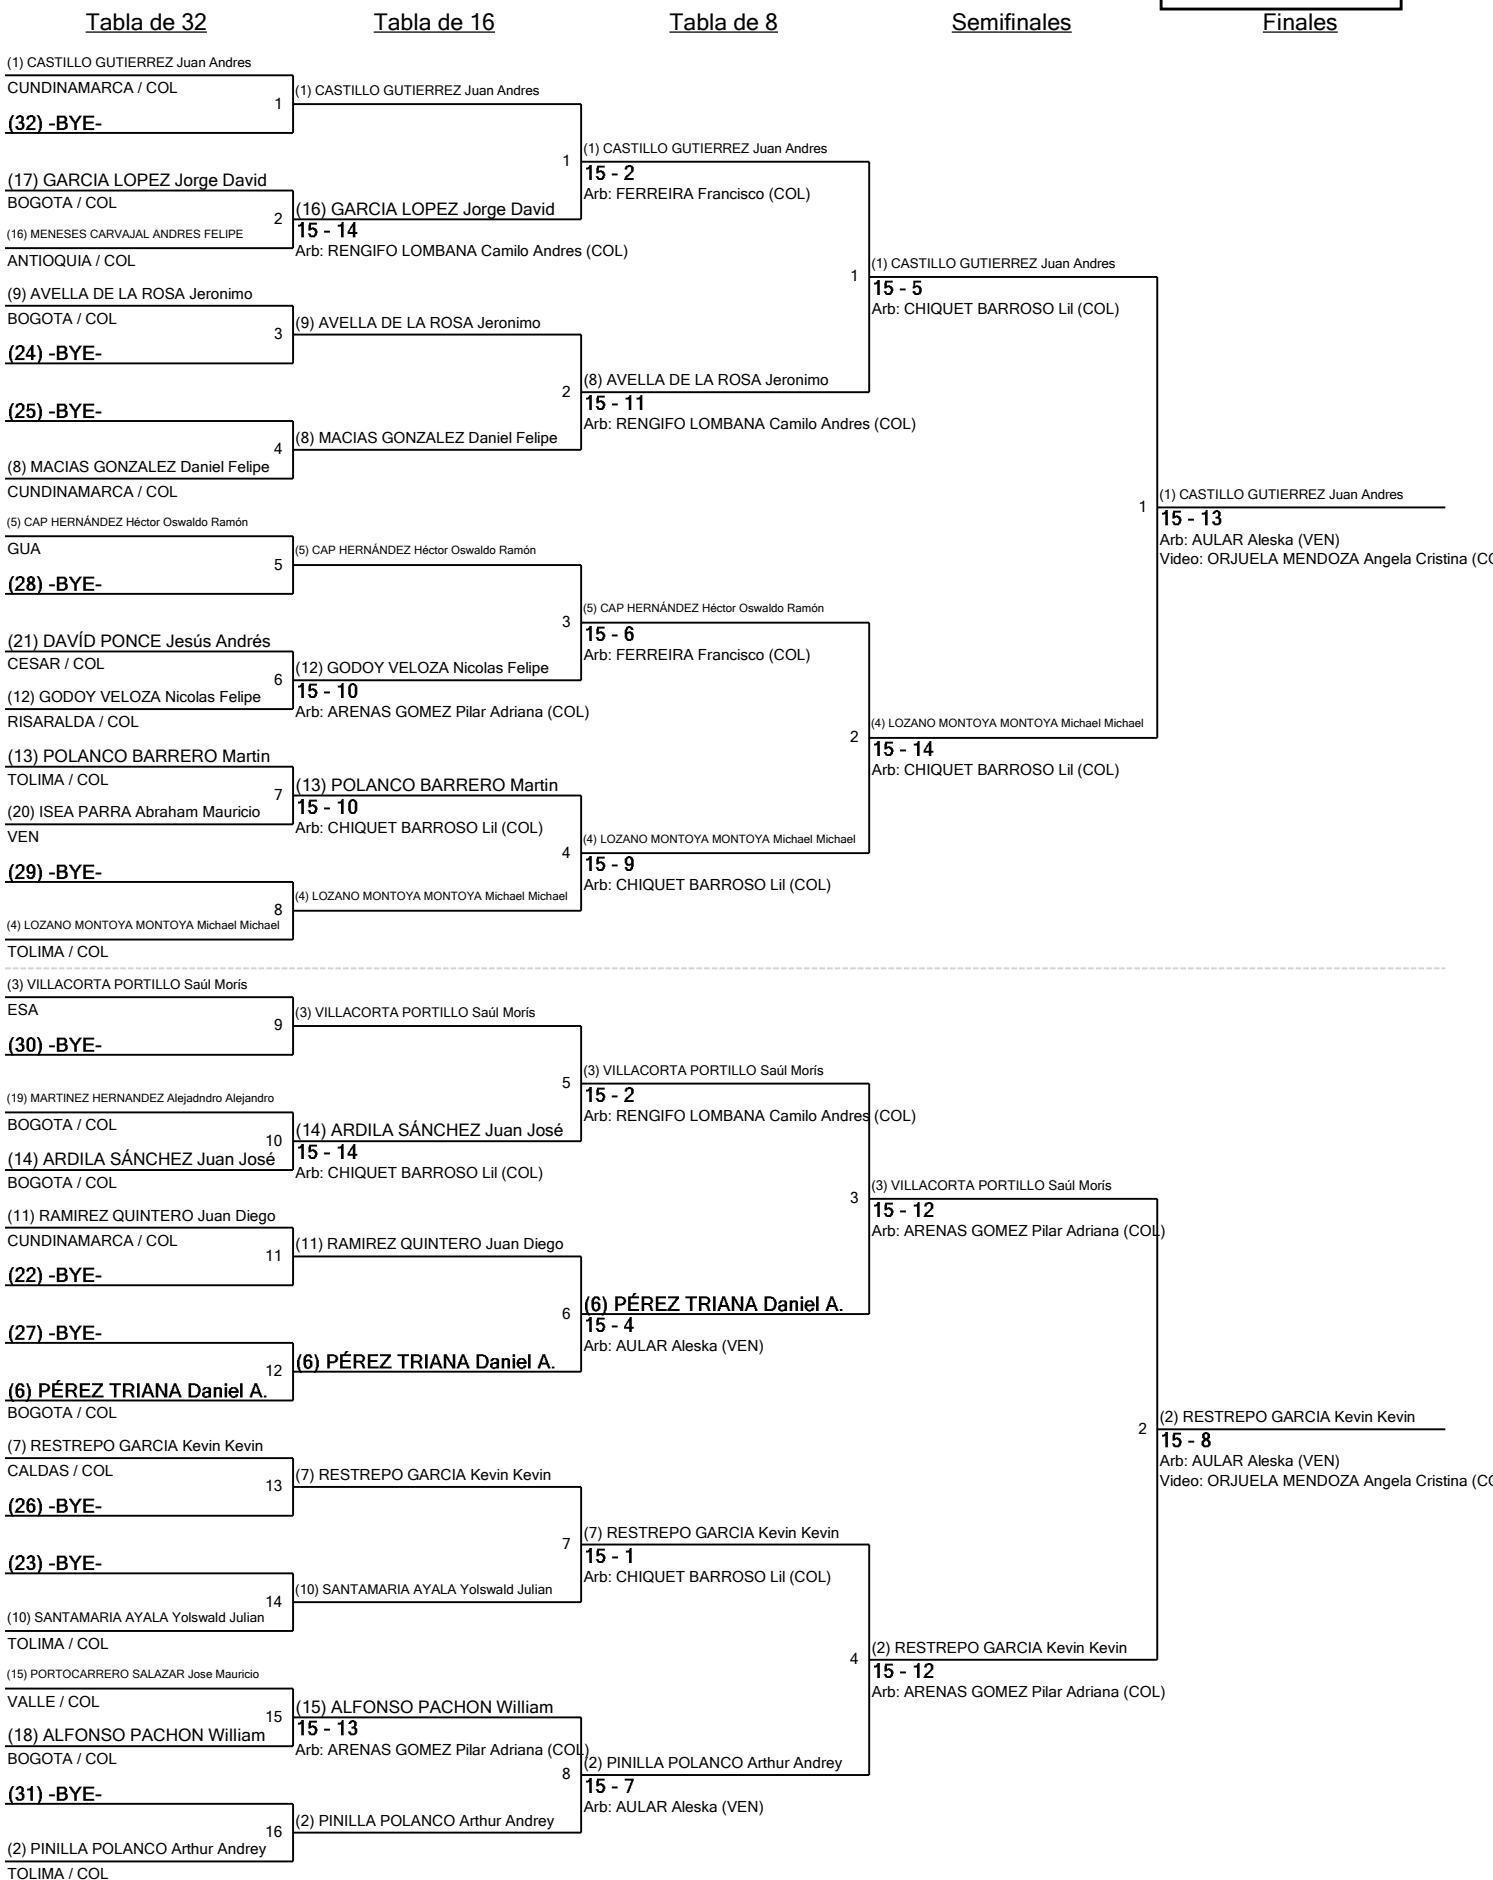 Tabla de 32
Tabla de 16
Tabla de 8
Semifinales
Finales
(1) CASTILLO GUTIERREZ Juan Andres
CUNDINAMARCA / COL
1
(32) -BYE-
(17) GARCIA LOPEZ Jorge David
BOGOTA / COL
2
(16) MENESES CARVAJAL ANDRES FELIPE
ANTIOQUIA / COL
(9) AVELLA DE LA ROSA Jeronimo
BOGOTA / COL
3
(24) -BYE-
(25) -BYE-
4
(8) MACIAS GONZALEZ Daniel Felipe
CUNDINAMARCA / COL
(5) CAP HERNÁNDEZ Héctor Oswaldo Ramón
GUA
5
(28) -BYE-
(21) DAVÍD PONCE Jesús Andrés
CESAR / COL
6
(12) GODOY VELOZA Nicolas Felipe
RISARALDA / COL
(13) POLANCO BARRERO Martin
TOLIMA / COL
7
(20) ISEA PARRA Abraham Mauricio
VEN
(29) -BYE-
8
(4) LOZANO MONTOYA MONTOYA Michael Michael
TOLIMA / COL
(3) VILLACORTA PORTILLO Saúl Morís
ESA
9
(30) -BYE-
(19) MARTINEZ HERNANDEZ Alejadndro Alejandro
BOGOTA / COL
10
(14) ARDILA SÁNCHEZ Juan José
BOGOTA / COL
(11) RAMIREZ QUINTERO Juan Diego
CUNDINAMARCA / COL
11
(22) -BYE-
(27) -BYE-
12
(6) PÉREZ TRIANA Daniel A.
BOGOTA / COL
(7) RESTREPO GARCIA Kevin Kevin
CALDAS / COL
13
(26) -BYE-
(23) -BYE-
14
(10) SANTAMARIA AYALA Yolswald Julian
TOLIMA / COL
(15) PORTOCARRERO SALAZAR Jose Mauricio
VALLE / COL
15
(18) ALFONSO PACHON William
BOGOTA / COL
(31) -BYE-
16
(2) PINILLA POLANCO Arthur Andrey
TOLIMA / COL
(1) CASTILLO GUTIERREZ Juan Andres
1
(16) GARCIA LOPEZ Jorge David
15 - 14
Arb: RENGIFO LOMBANA Camilo Andres (COL)
(9) AVELLA DE LA ROSA Jeronimo
2
(8) MACIAS GONZALEZ Daniel Felipe
(5) CAP HERNÁNDEZ Héctor Oswaldo Ramón
3
(12) GODOY VELOZA Nicolas Felipe
15 - 10
Arb: ARENAS GOMEZ Pilar Adriana (COL)
(13) POLANCO BARRERO Martin
15 - 10
Arb: CHIQUET BARROSO Lil (COL)
4
(4) LOZANO MONTOYA MONTOYA Michael Michael
(3) VILLACORTA PORTILLO Saúl Morís
5
(14) ARDILA SÁNCHEZ Juan José
15 - 14
Arb: CHIQUET BARROSO Lil (COL)
(11) RAMIREZ QUINTERO Juan Diego
6
(6) PÉREZ TRIANA Daniel A.
(7) RESTREPO GARCIA Kevin Kevin
7
(10) SANTAMARIA AYALA Yolswald Julian
(15) ALFONSO PACHON William
15 - 13
Arb: ARENAS GOMEZ Pilar Adriana (COL)
8
(2) PINILLA POLANCO Arthur Andrey
(1) CASTILLO GUTIERREZ Juan Andres
15 - 2
Arb: FERREIRA Francisco (COL)
1
(8) AVELLA DE LA ROSA Jeronimo
15 - 11
Arb: RENGIFO LOMBANA Camilo Andres (COL)
(5) CAP HERNÁNDEZ Héctor Oswaldo Ramón
15 - 6
Arb: FERREIRA Francisco (COL)
2
(4) LOZANO MONTOYA MONTOYA Michael Michael
15 - 9
Arb: CHIQUET BARROSO Lil (COL)
(3) VILLACORTA PORTILLO Saúl Morís
15 - 2
Arb: RENGIFO LOMBANA Camilo Andres (COL)
3
(6) PÉREZ TRIANA Daniel A.
15 - 4
Arb: AULAR Aleska (VEN)
(7) RESTREPO GARCIA Kevin Kevin
15 - 1
Arb: CHIQUET BARROSO Lil (COL)
4
(2) PINILLA POLANCO Arthur Andrey
15 - 7
Arb: AULAR Aleska (VEN)
(1) CASTILLO GUTIERREZ Juan Andres
15 - 5
Arb: CHIQUET BARROSO Lil (COL)
1
(4) LOZANO MONTOYA MONTOYA Michael Michael
15 - 14
Arb: CHIQUET BARROSO Lil (COL)
(3) VILLACORTA PORTILLO Saúl Morís
15 - 12
Arb: ARENAS GOMEZ Pilar Adriana (COL)
2
(2) RESTREPO GARCIA Kevin Kevin
15 - 12
Arb: ARENAS GOMEZ Pilar Adriana (COL)
(1) CASTILLO GUTIERREZ Juan Andres
15 - 13
Arb: AULAR Aleska (VEN)
Video: ORJUELA MENDOZA Angela Cristina (CO
(2) RESTREPO GARCIA Kevin Kevin
15 - 8
Arb: AULAR Aleska (VEN)
Video: ORJUELA MENDOZA Angela Cristina (CO